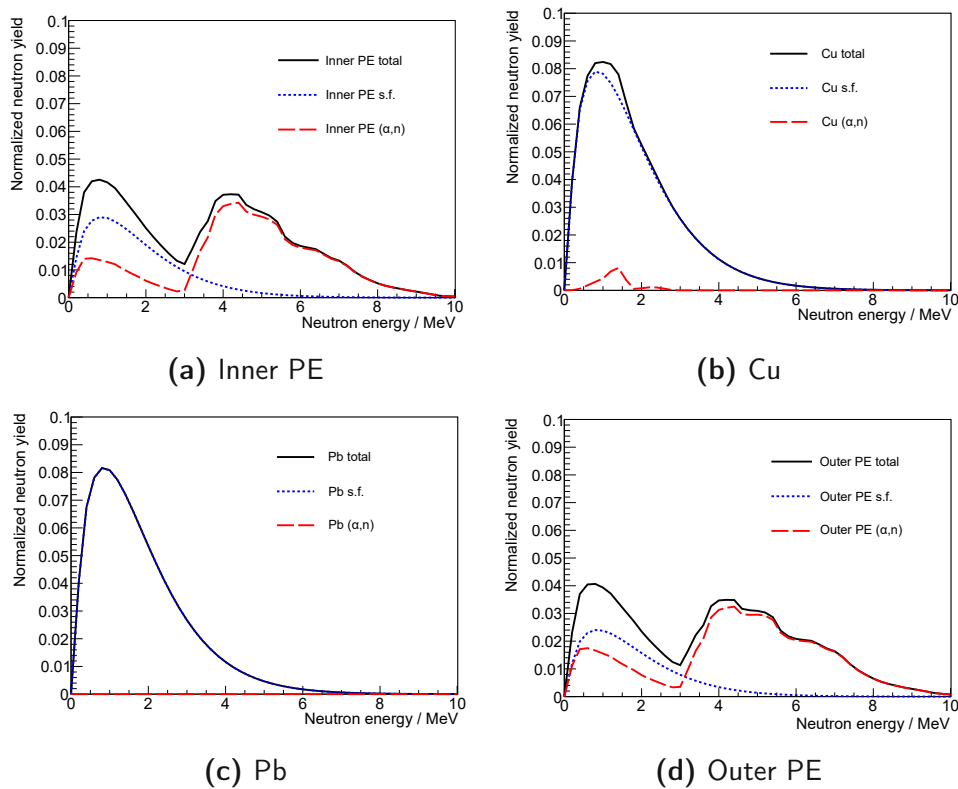 Normalized neutron yield
0.1
0.09
0.08
0.07
0.06
0.05
0.04
0.03
0.02
0.01
0
Inner PE total
Inner PE s.f.
Inner PE (α,n)
0 2 4 6 8 10
Neutron energy / MeV
(a) Inner PE
Normalized neutron yield
0.1
0.09
0.08
0.07
0.06
0.05
0.04
0.03
0.02
0.01
0
Cu total
Cu s.f.
Cu (α,n)
0 2 4 6 8 10
Neutron energy / MeV
(b) Cu
Normalized neutron yield
0.1
0.09
0.08
0.07
0.06
0.05
0.04
0.03
0.02
0.01
0
Pb total
Pb s.f.
Pb (α,n)
0 2 4 6 8 10
Neutron energy / MeV
(c) Pb
Normalized neutron yield
0.1
0.09
0.08
0.07
0.06
0.05
0.04
0.03
0.02
0.01
0
Outer PE total
Outer PE s.f.
Outer PE (α,n)
0 2 4 6 8 10
Neutron energy / MeV
(d) Outer PE